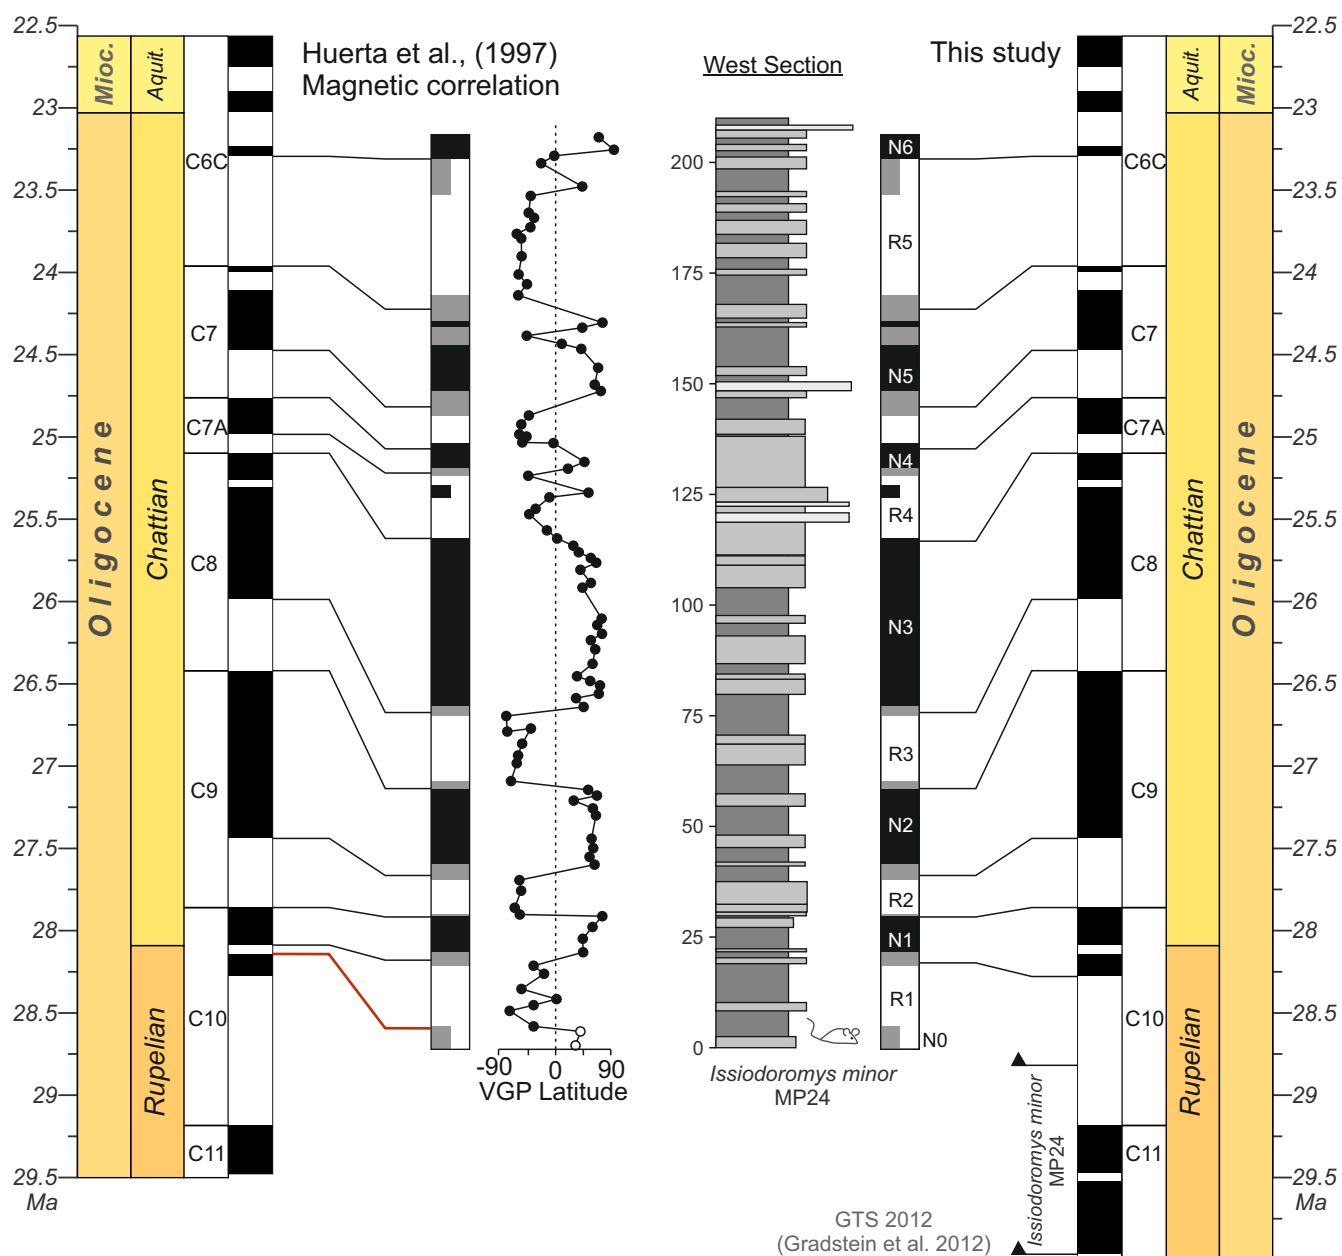 Huerta et al., (1997)
Magnetic correlation
West Section
This study
22.5
23
23.5
24
24.5
25
25.5
26
26.5
27
27.5
28
28.5
29
29.5
Ma
Mioc.
Oligocene
Aquit.
Chattian
Rupelian
C6C
C7
C7A
C8
C9
C10
C11
-90
0
90
VGP Latitude
200
175
150
125
100
75
50
25
0
Issiodoromys minor
MP24
N6
R5
N5
N4
R4
N3
R3
N2
R2
N1
R1
N0
Issiodoromys minor
MP24
C6C
C7
C7A
C8
C9
C10
C11
Aquit.
Chattian
Rupelian
Mioc.
Oligocene
22.5
23
23.5
24
24.5
25
25.5
26
26.5
27
27.5
28
28.5
29
29.5
Ma
GTS 2012
(Gradstein et al. 2012)